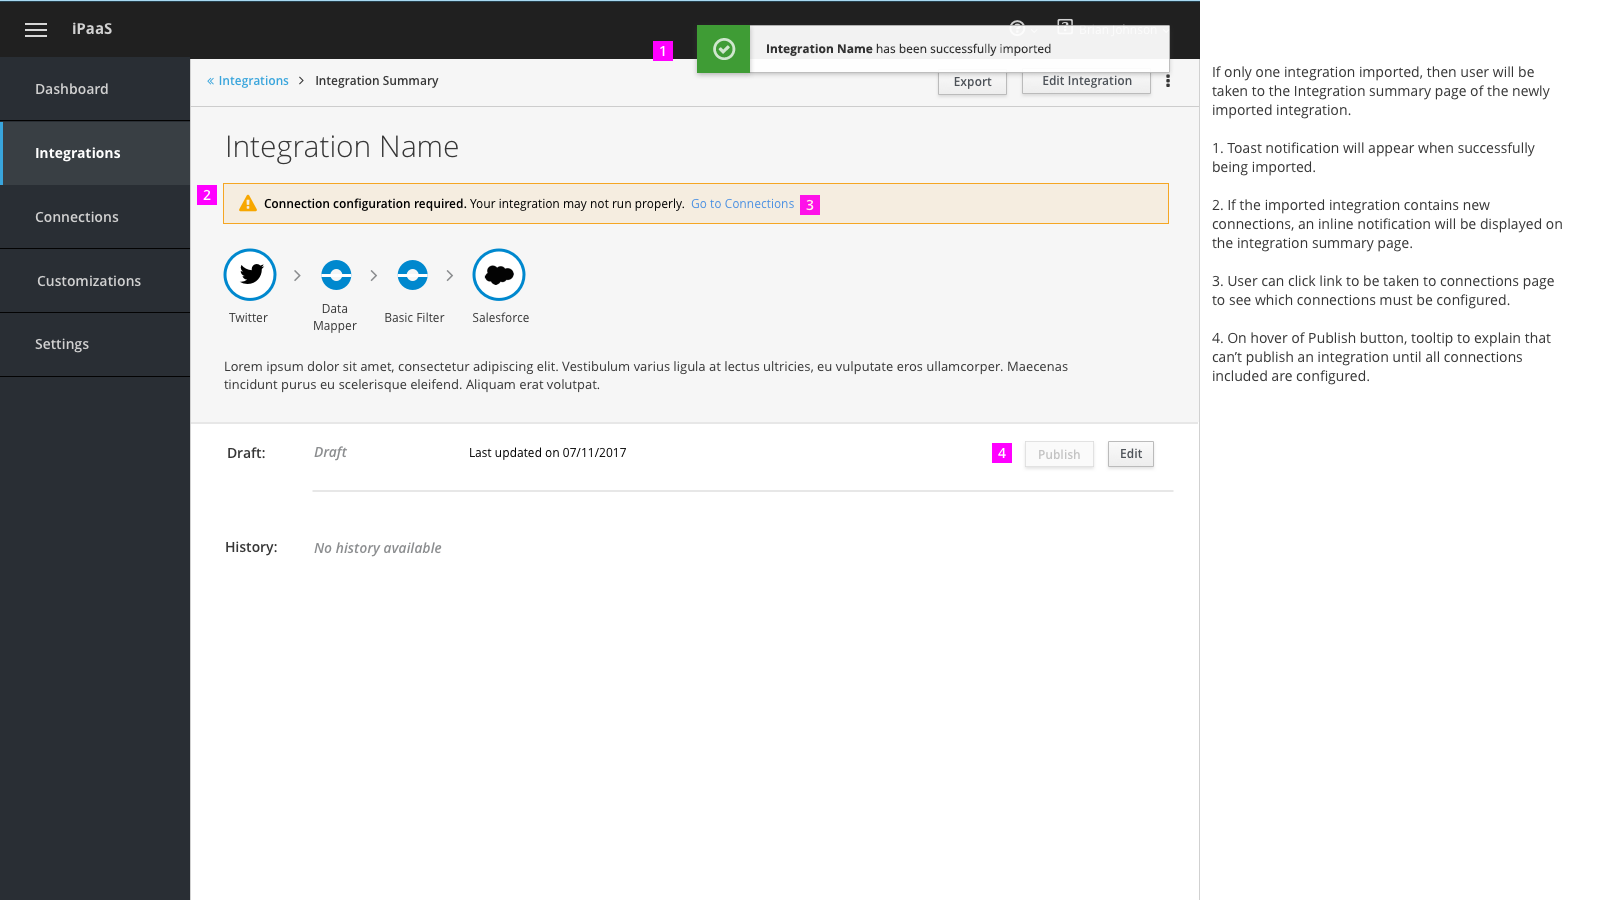 iPaaS
Brian Johnson
1
Integration Name has been successfully imported
Dashboard
Integrations
Connections
Customizations
Settings
« Integrations > Integration Summary
Export
Edit Integration
Integration Name
2
Connection configuration required. Your integration may not run properly. Go to Connections
3
Twitter
Data
Mapper
Basic Filter
Salesforce
Lorem ipsum dolor sit amet, consectetur adipiscing elit. Vestibulum varius ligula at lectus ultricies, eu vulputate eros ullamcorper. Maecenas
tincidunt purus eu scelerisque eleifend. Aliquam erat volutpat.
Draft:
Draft
Last updated on 07/11/2017
4
Publish
Edit
History:
No history available
If only one integration imported, then user will be
taken to the Integration summary page of the newly
imported integration.
1. Toast notification will appear when successfully
being imported.
2. If the imported integration contains new
connections, an inline notification will be displayed on
the integration summary page.
3. User can click link to be taken to connections page
to see which connections must be configured.
4. On hover of Publish button, tooltip to explain that
can’t publish an integration until all connections
included are configured.